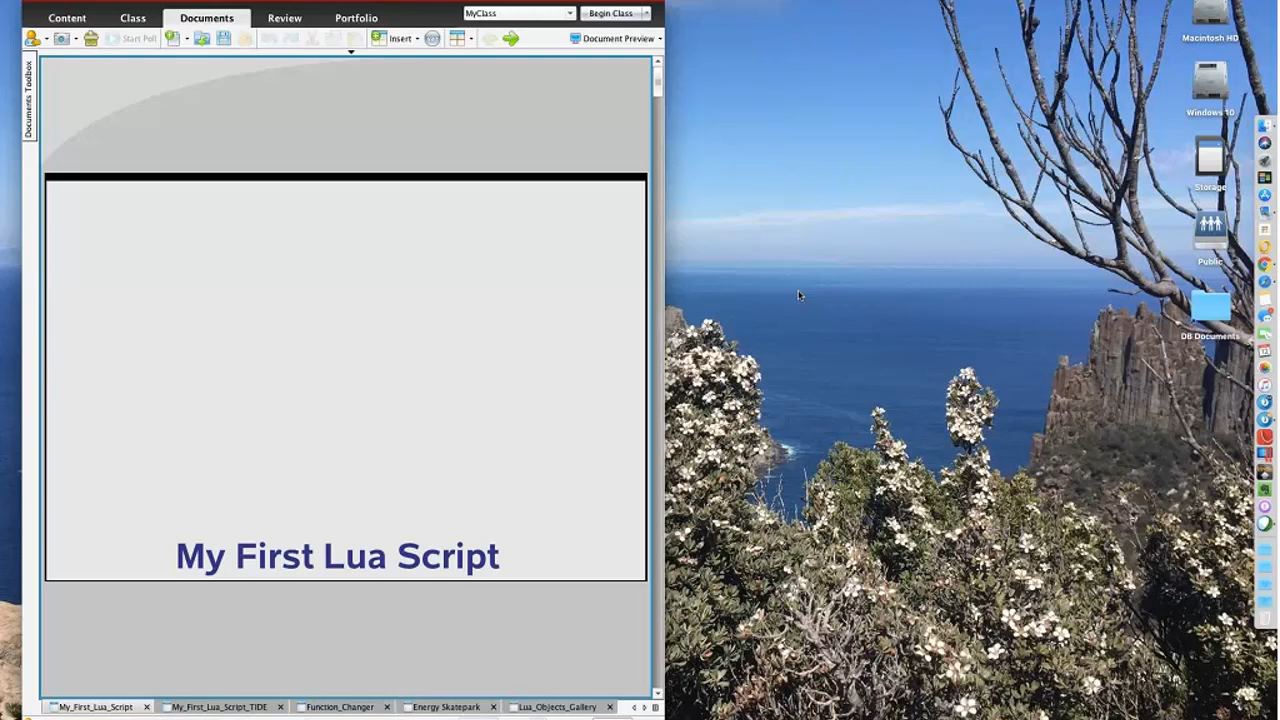 Content Class Documents Review Portfolio MyClass Begin Class
Start Poll Insert Document Preview
Documents Toolbox
My First Lua Script
My_First_Lua_Script My_First_Lua_Script_TIDE Function_Changer Energy Skatepark Lua_Objects_Gallery
Macintosh HD
Windows 10
Storage
Public
DB Documents